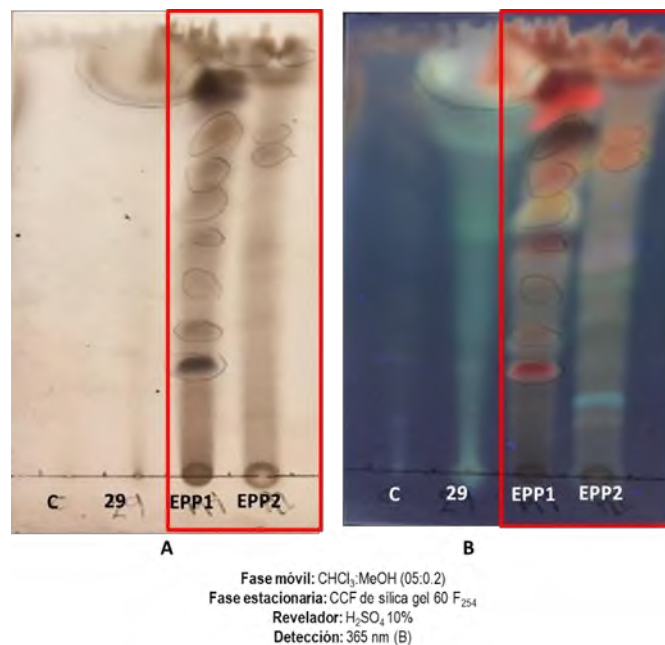 C 29 EPP1 EPP2
C 29 EPP1 EPP2
A B
Fase móvil: CHCl₃:MeOH (05:0.2)
Fase estacionaria: CCF de silica gel 60 F₂₅₄
Revelador: H₂SO₄ 10%
Detección: 365 nm (B)